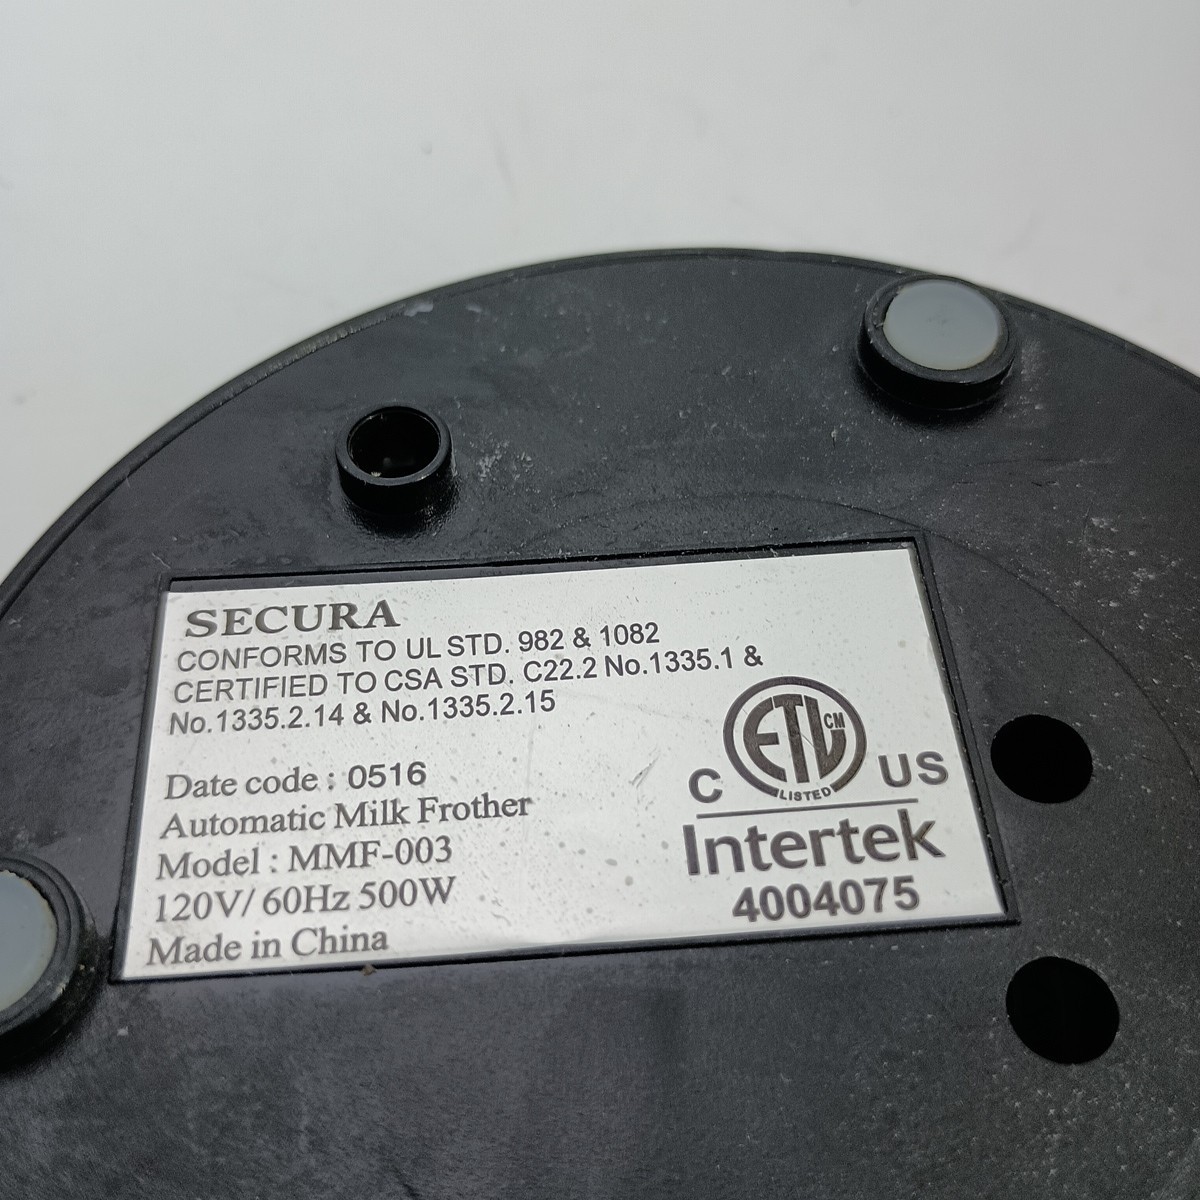 SECURA
CONFORMS TO UL STD. 982 & 1082
CERTIFIED TO CSA STD. C22.2 No.1335.1 &
No.1335.2.14 & No.1335.2.15
Date code : 0516
Automatic Milk Frother
Model : MMF-003
120V/ 60Hz 500W
Made in China
ETL CM
LISTED
C US
Intertek
4004075